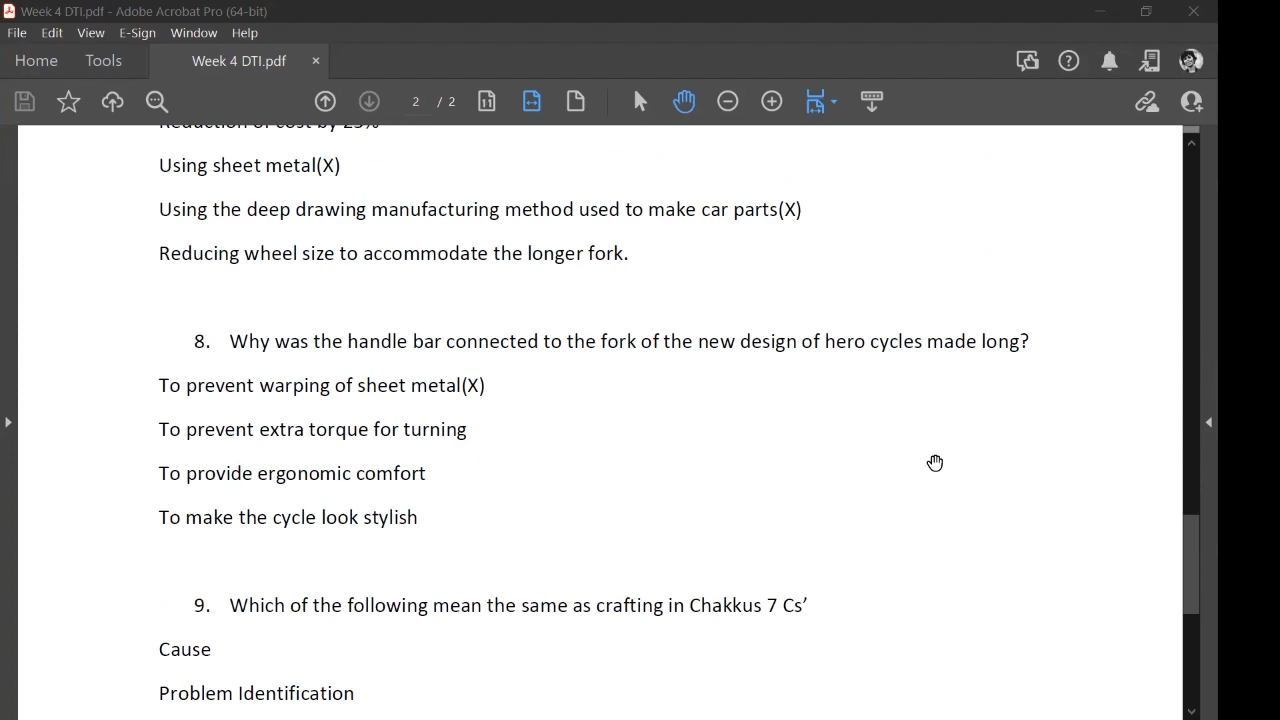 Week 4 DTI.pdf - Adobe Acrobat Pro (64-bit)
File Edit View E-Sign Window Help
Home Tools Week 4 DTI.pdf ×
2 / 2
Reduction of cost by 25%
Using sheet metal(X)
Using the deep drawing manufacturing method used to make car parts(X)
Reducing wheel size to accommodate the longer fork.
8. Why was the handle bar connected to the fork of the new design of hero cycles made long?
To prevent warping of sheet metal(X)
To prevent extra torque for turning
To provide ergonomic comfort
To make the cycle look stylish
9. Which of the following mean the same as crafting in Chakkus 7 Cs’
Cause
Problem Identification